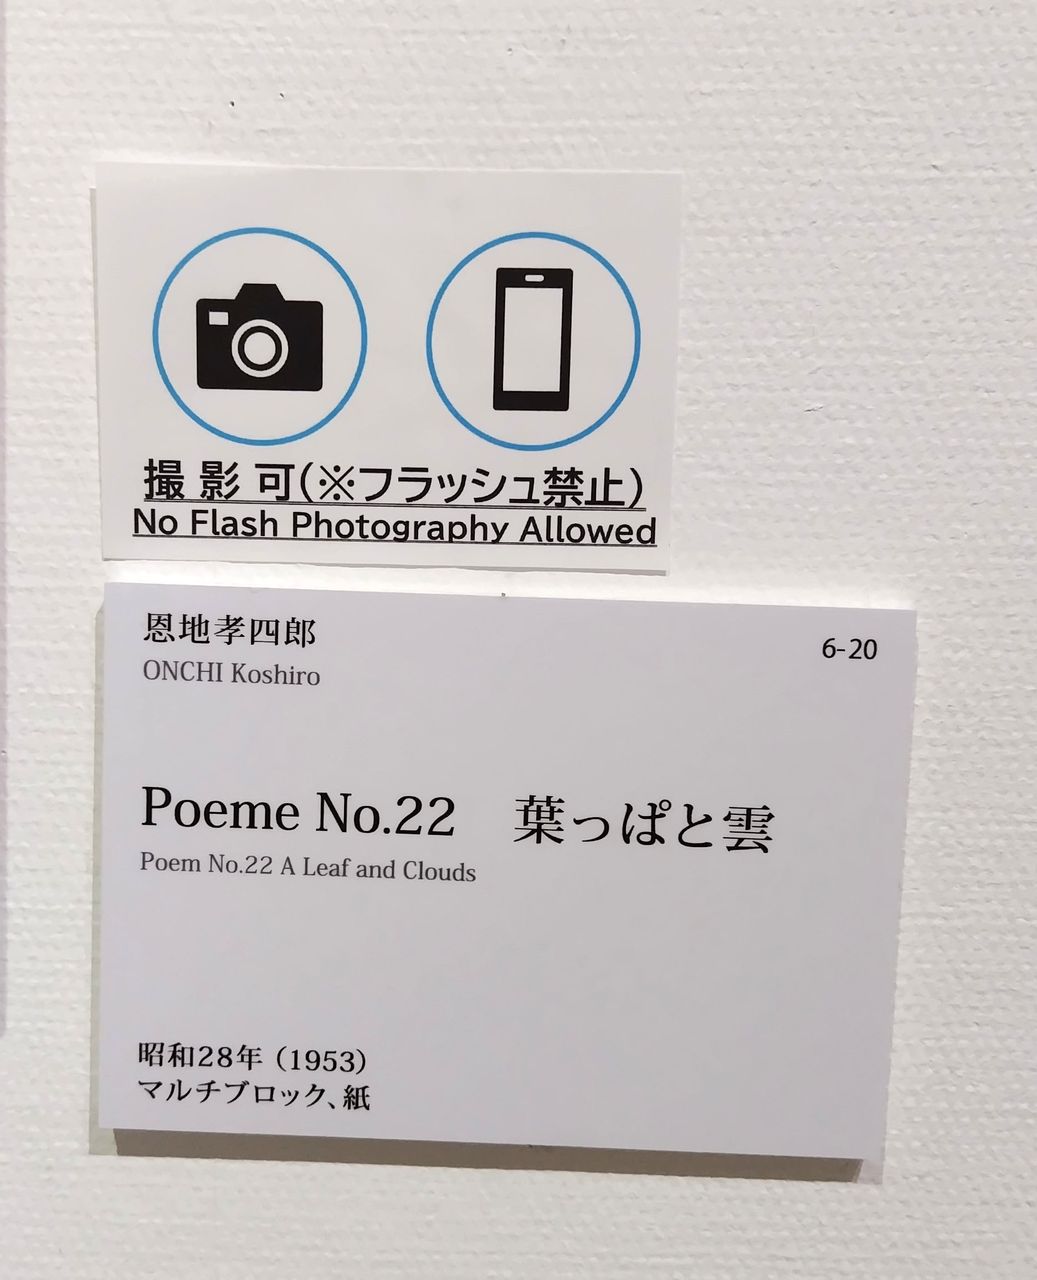 撮影可(※フラッシュ禁止)
No Flash Photography Allowed
恩地孝四郎
6-20
ONCHI Koshiro
Poeme No.22　葉っぱと雲
Poem No.22 A Leaf and Clouds
昭和28年（1953）
マルチブロック、紙